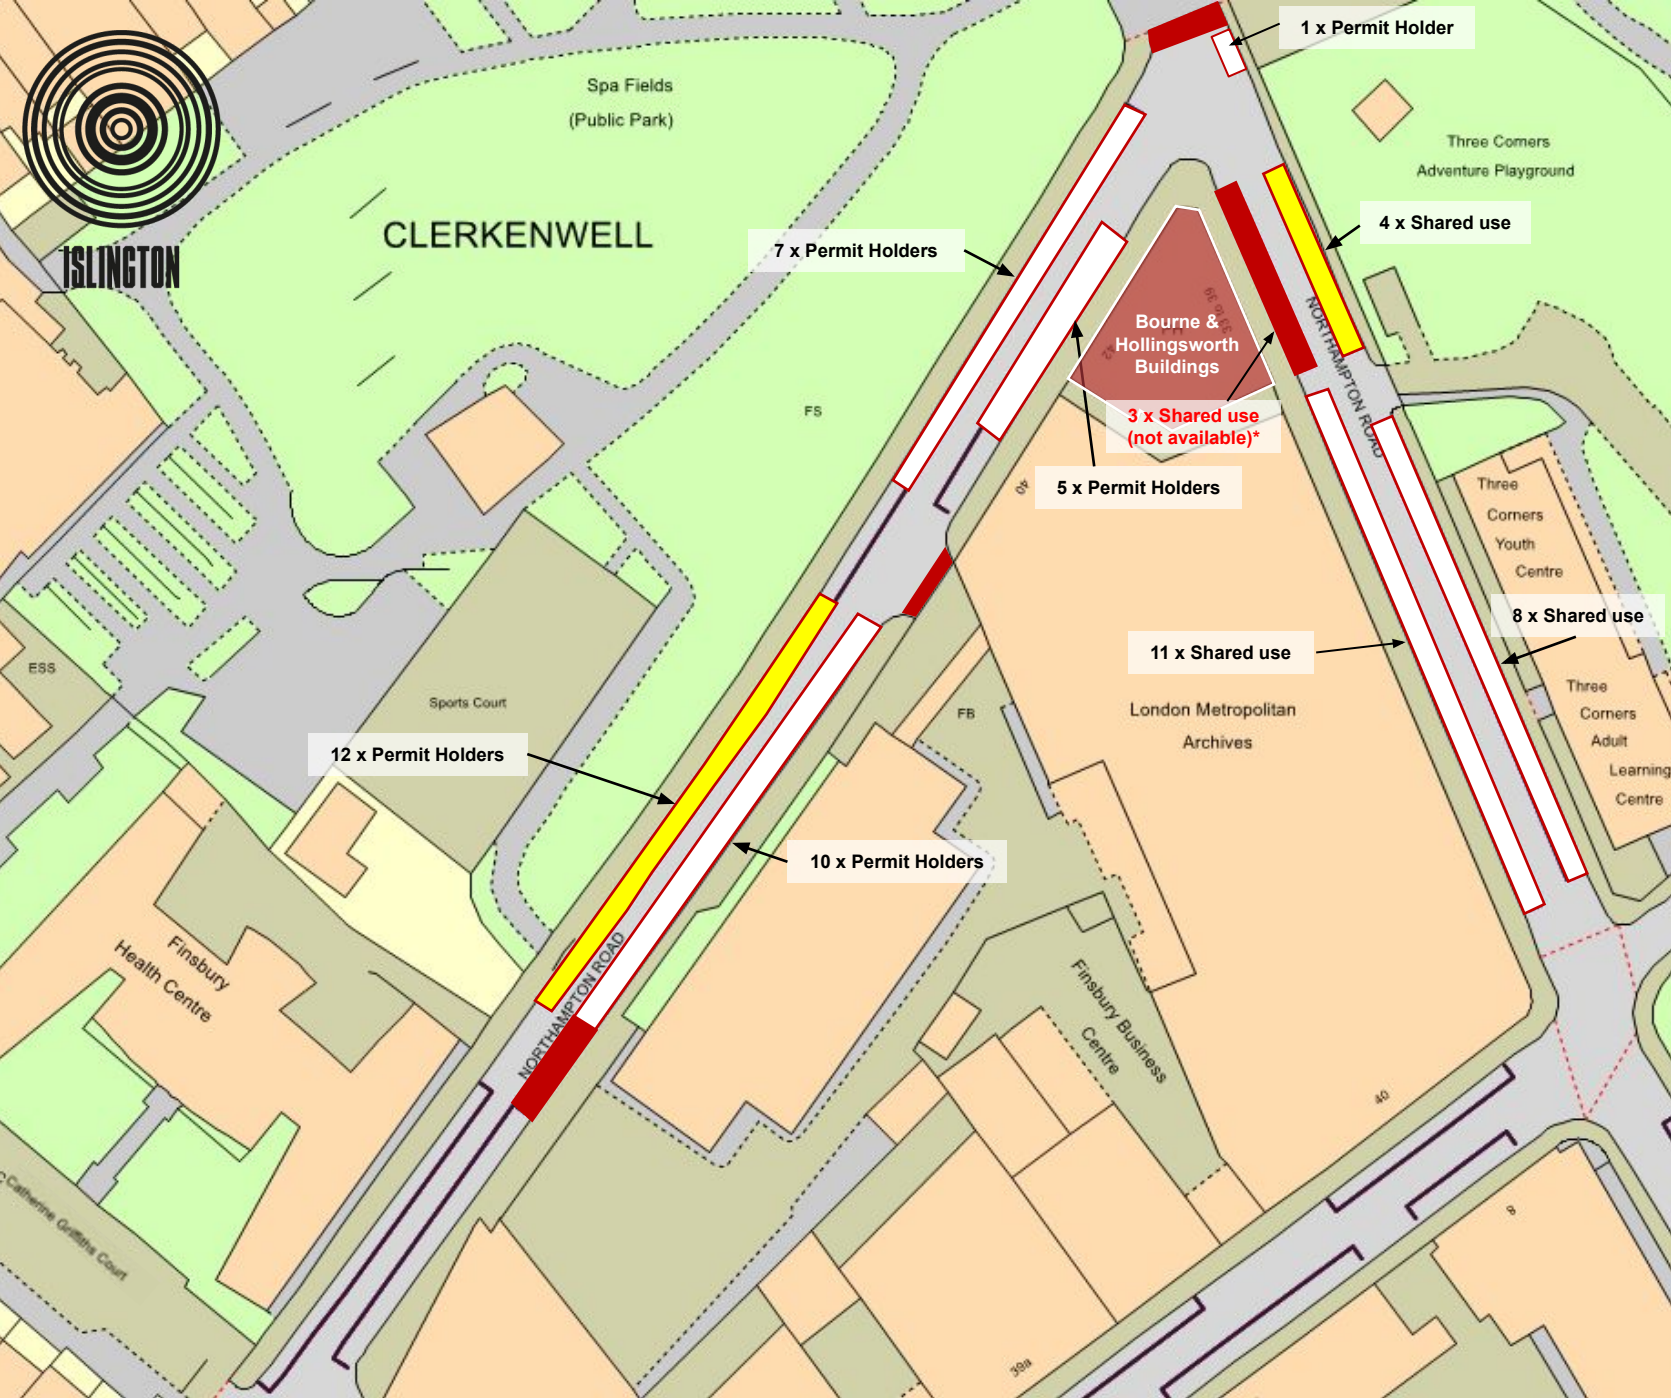 1 x Permit Holder
Spa Fields
(Public Park)
Three Corners
Adventure Playground
CLERKENWELL
4 x Shared use
7 x Permit Holders
ISLINGTON
33 to 39
NORTHAMPTON ROAD
Bourne &
Hollingsworth
Buildings
42
FS
3 x Shared use
(not available)*
5 x Permit Holders
40
Three
Corners
Youth
Centre
8 x Shared use
11 x Shared use
ESS
Sports Court
FB
London Metropolitan
Archives
Three
Corners
Adult
Learning
Centre
12 x Permit Holders
10 x Permit Holders
NORTHAMPTON ROAD
Finsbury
Health Centre
Finsbury Business
Centre
40
Catherine Griffiths Court
8
39a